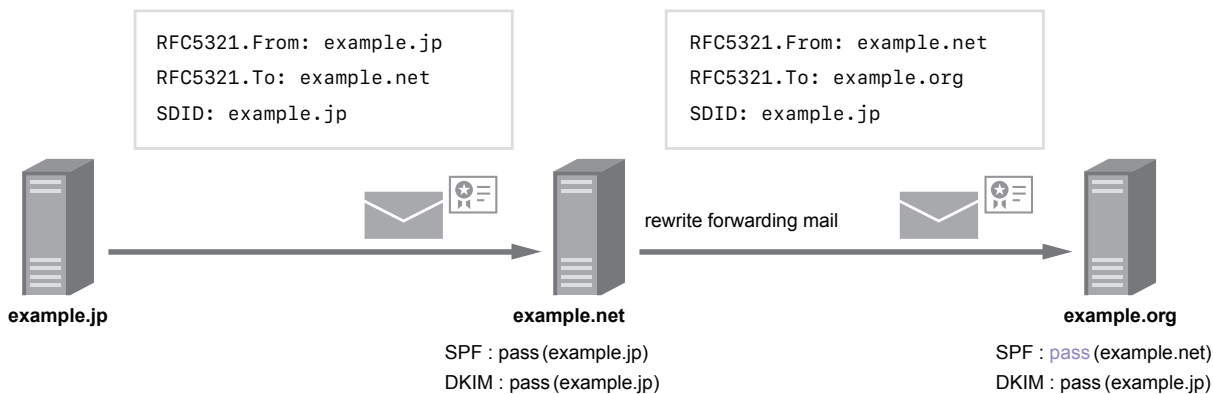 RFC5321.From: example.jp
RFC5321.To: example.net
SDID: example.jp
RFC5321.From: example.net
RFC5321.To: example.org
SDID: example.jp
rewrite forwarding mail
example.jp
example.net
example.org
SPF : pass (example.jp)
DKIM : pass (example.jp)
SPF : pass (example.net)
DKIM : pass (example.jp)